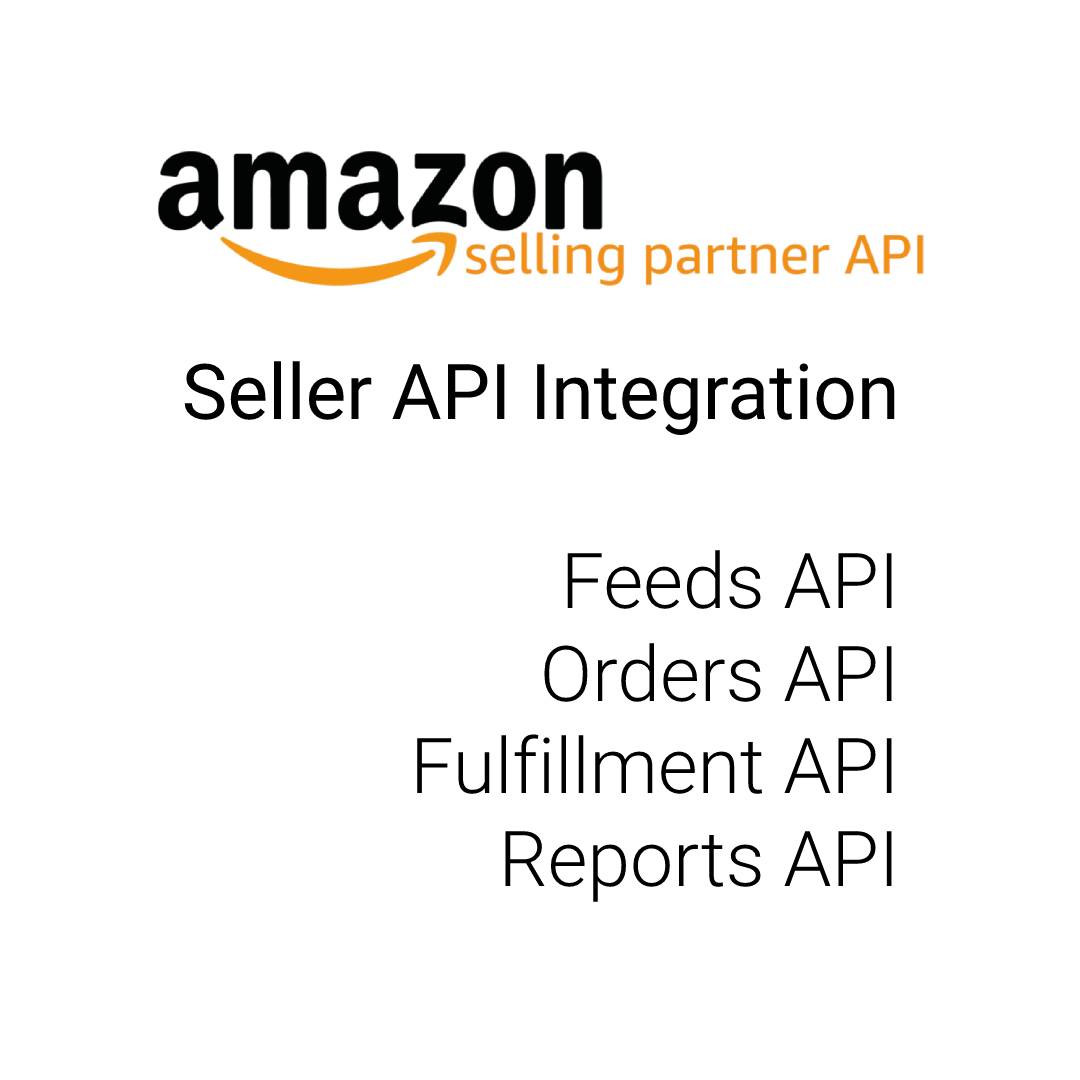 amazon
selling partner API
Seller API Integration
Feeds API
Orders API
Fulfillment API
Reports API